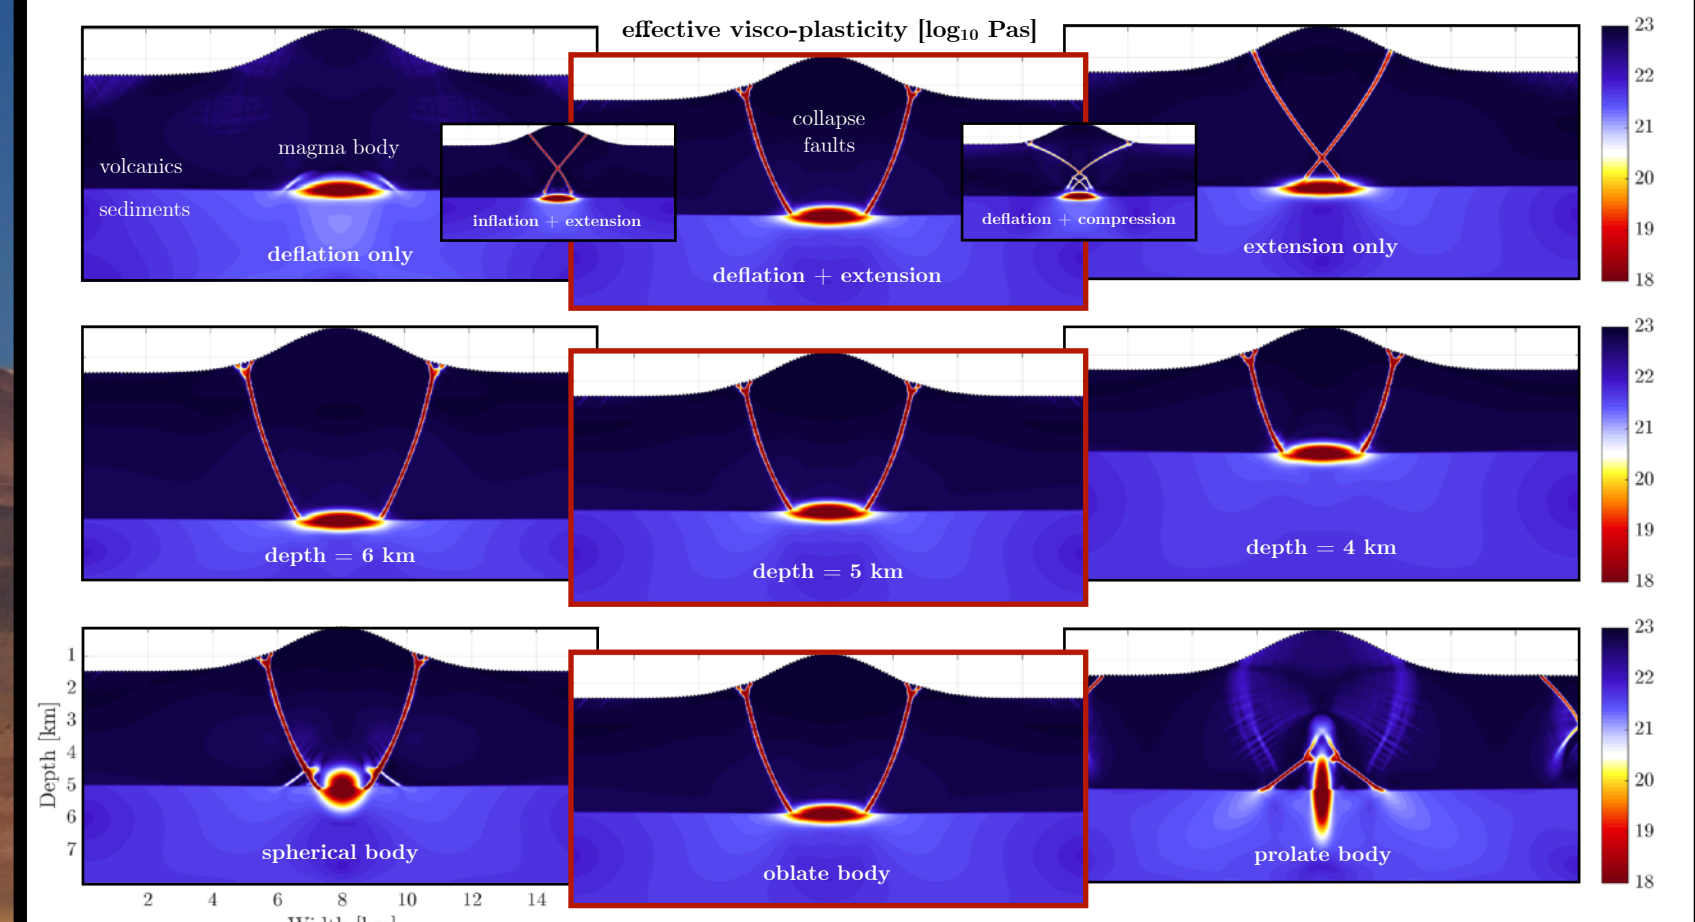 effective visco-plasticity [log₁₀ Pas]
volcanics
sediments
magma body
deflation only
inflation + extension
collapse
faults
deflation + extension
deflation + compression
extension only
23
22
21
20
19
18
depth = 6 km
depth = 5 km
depth = 4 km
23
22
21
20
19
18
Depth [km]
1
2
3
4
5
6
7
spherical body
oblate body
prolate body
2
4
6
8
10
12
14
23
22
21
20
19
18